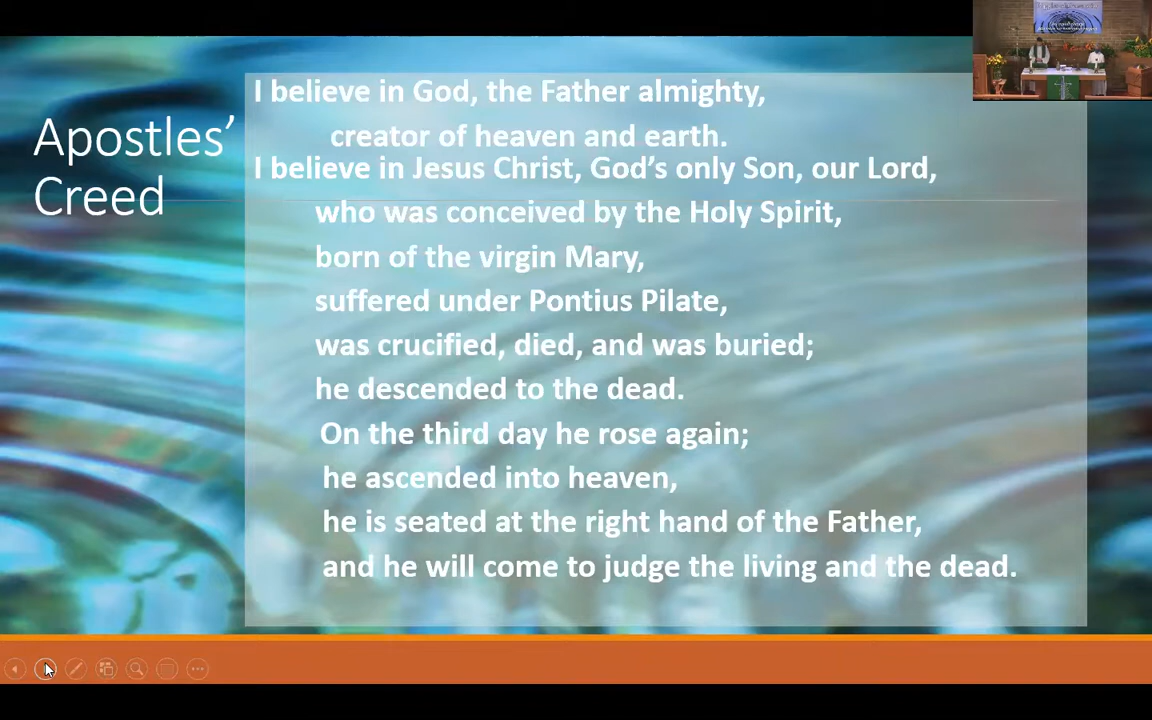 Apostles’
Creed
I believe in God, the Father almighty,
creator of heaven and earth.
I believe in Jesus Christ, God’s only Son, our Lord,
who was conceived by the Holy Spirit,
born of the virgin Mary,
suffered under Pontius Pilate,
was crucified, died, and was buried;
he descended to the dead.
On the third day he rose again;
he ascended into heaven,
he is seated at the right hand of the Father,
and he will come to judge the living and the dead.